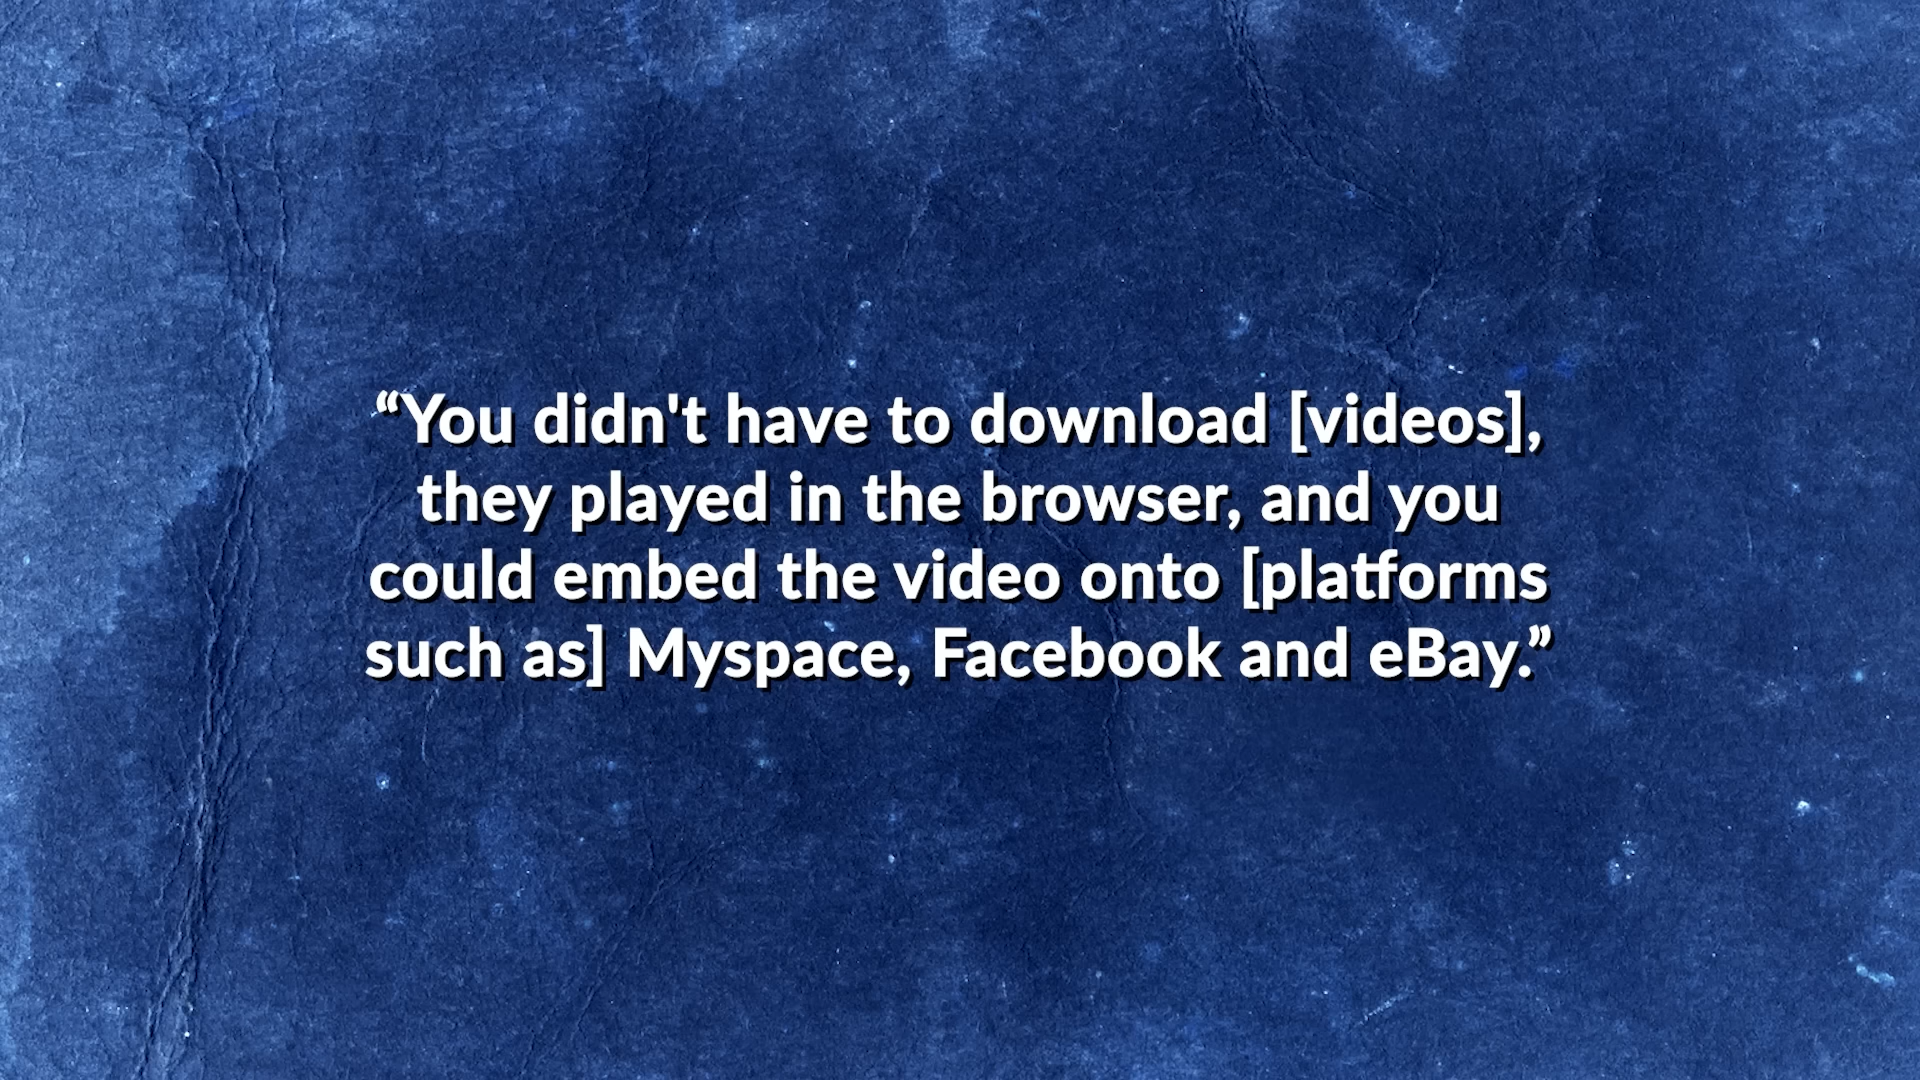 “You didn't have to download [videos],
they played in the browser, and you
could embed the video onto [platforms
such as] Myspace, Facebook and eBay.”